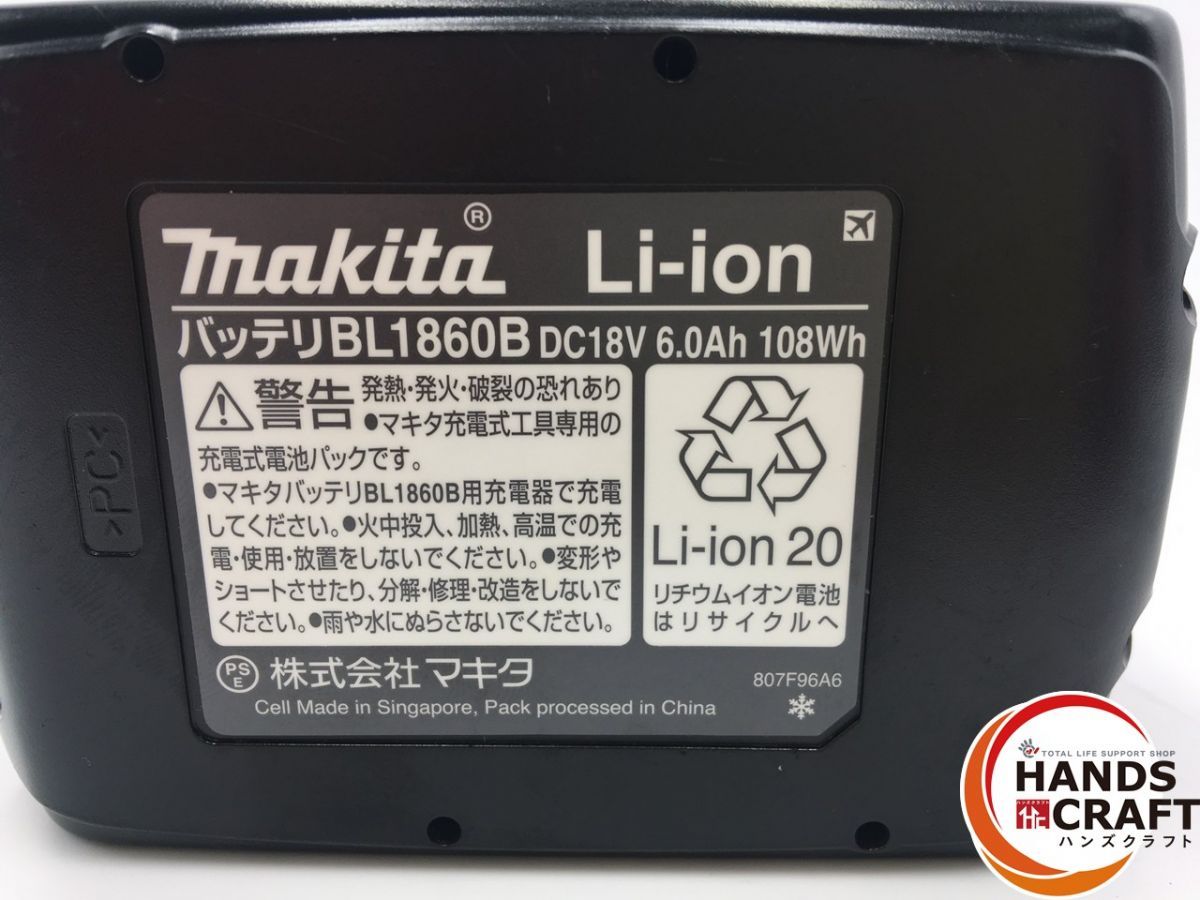 makita® Li-ion
バッテリBL1860B DC18V 6.0Ah 108Wh
警告 発熱・発火・破裂の恐れあり
●マキタ充電式工具専用の
充電式電池パックです。
●マキタバッテリBL1860B用充電器で充電
してください。●火中投入、加熱、高温での充
電・使用・放置をしないでください。●変形や
ショートさせたり、分解・修理・改造をしないで
ください。●雨や水にぬらさないでください。
Li-ion 20
リチウムイオン電池
はリサイクルへ
PS
E
株式会社マキタ
807F96A6
Cell Made in Singapore, Pack processed in China
>PC<
TOTAL LIFE SUPPORT SHOP
HANDS
CRAFT
ハンズクラフト